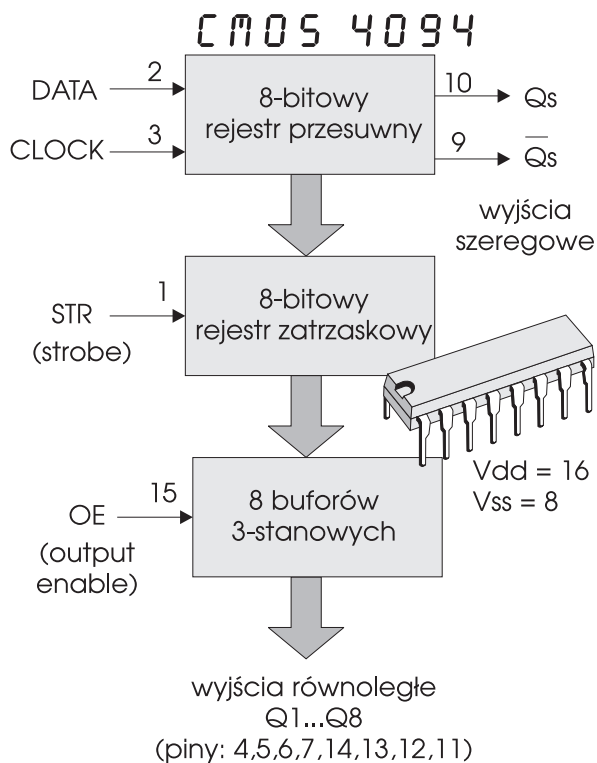 CMOS 4094
DATA
2
CLOCK
3
8-bitowy
rejestr przesuwny
10
Qs
9
Q̅s
wyjścia
szeregowe
STR
(strobe)
1
8-bitowy
rejestr zatrzaskowy
Vdd = 16
Vss = 8
OE
(output
enable)
15
8 buforów
3-stanowych
wyjścia równoległe
Q1...Q8
(piny: 4,5,6,7,14,13,12,11)